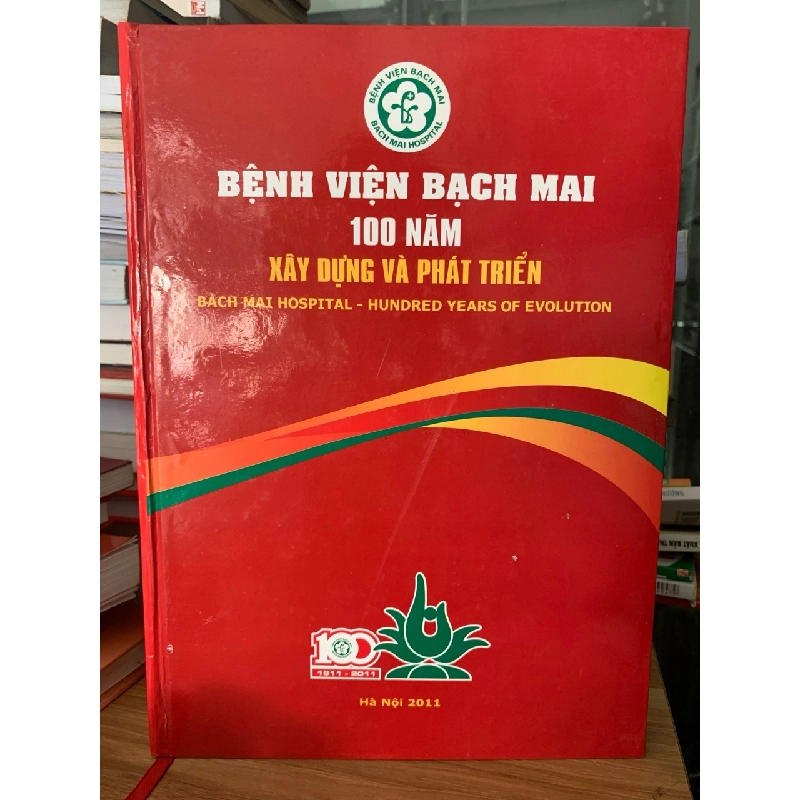 BỆNH VIỆN BẠCH MAI
BACH MAI HOSPITAL
BỆNH VIỆN BẠCH MAI
100 NĂM
XÂY DỰNG VÀ PHÁT TRIỂN
BACH MAI HOSPITAL - HUNDRED YEARS OF EVOLUTION
100
1911 - 2011
Hà Nội 2011